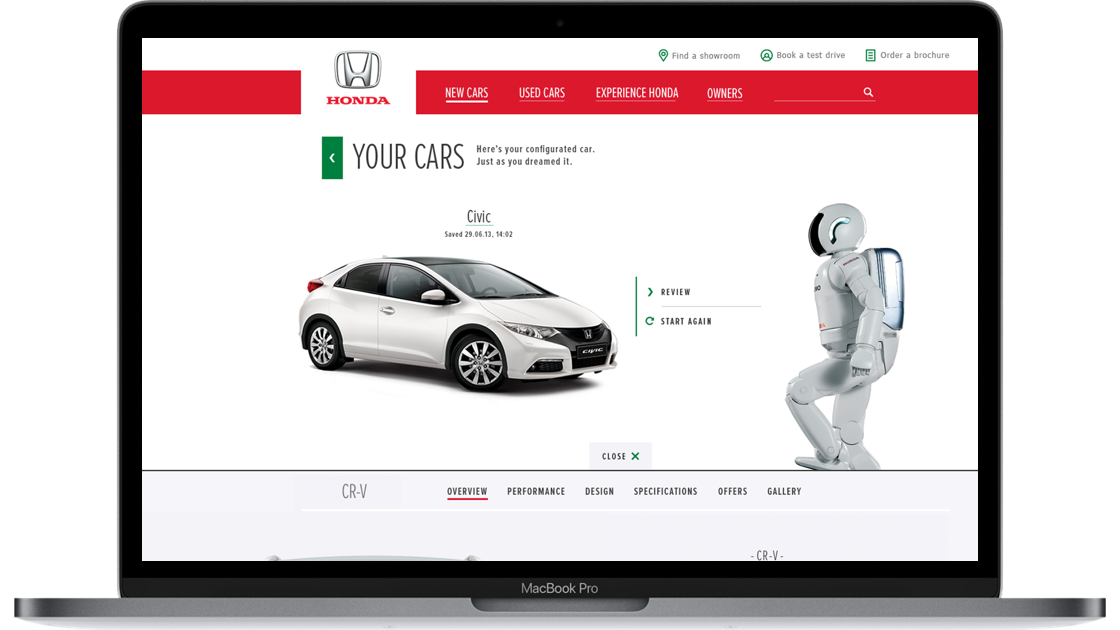 Find a showroom
Book a test drive
Order a brochure
HONDA
NEW CARS
USED CARS
EXPERIENCE HONDA
OWNERS
YOUR CARS
Here's your configurated car.
Just as you dreamed it.
Civic
Saved 29.06.13, 14:02
CIVIC
REVIEW
START AGAIN
CLOSE
CR-V
OVERVIEW
PERFORMANCE
DESIGN
SPECIFICATIONS
OFFERS
GALLERY
- CR-V -
MacBook Pro